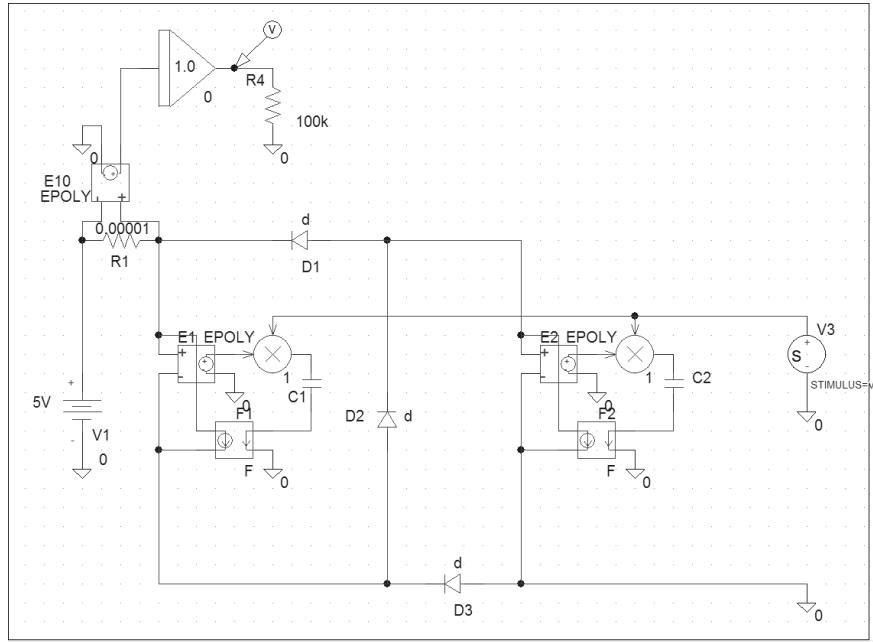 V
1.0
0
R4
100k
0
0
E10
EPOLY
-
+
0.00001
R1
d
D1
E1
EPOLY
+
-
1
C1
0
F1
F
0
D2
d
E2
EPOLY
+
-
1
C2
0
F2
F
0
V3
+
S
-
STIMULUS=v
0
+
5V
V1
-
0
d
D3
0